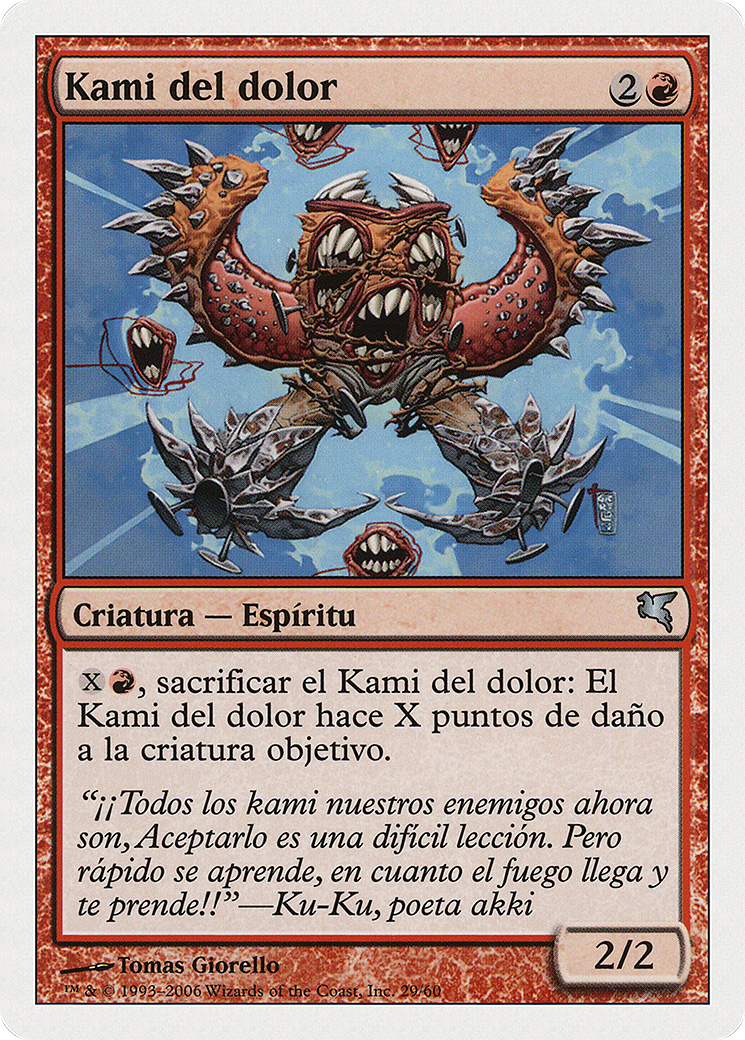 Kami del dolor 2
Criatura — Espíritu
X, sacrificar el Kami del dolor: El
Kami del dolor hace X puntos de daño
a la criatura objetivo.
“¡¡Todos los kami nuestros enemigos ahora
son, Aceptarlo es una difícil lección. Pero
rápido se aprende, en cuanto el fuego llega y
te prende!!”—Ku-Ku, poeta akki
2/2
Tomas Giorello
™ & © 1993–2006 Wizards of the Coast, Inc. 29/60